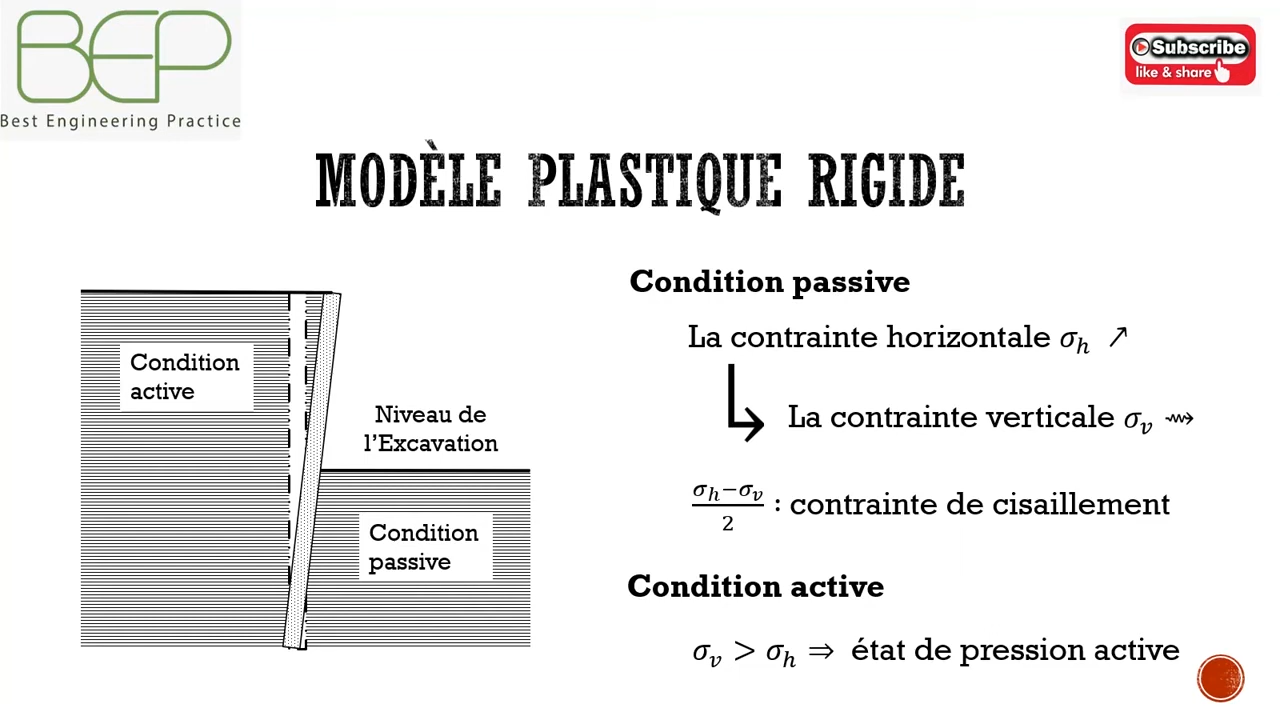 BEP
Best Engineering Practice
Subscribe
like & share
MODÈLE PLASTIQUE RIGIDE
Condition
active
Niveau de
l’Excavation
Condition
passive
Condition passive
La contrainte horizontale σₕ ↗
La contrainte verticale σᵥ ⇝
(σₕ−σᵥ)/2 : contrainte de cisaillement
Condition active
σᵥ > σₕ ⇒ état de pression active